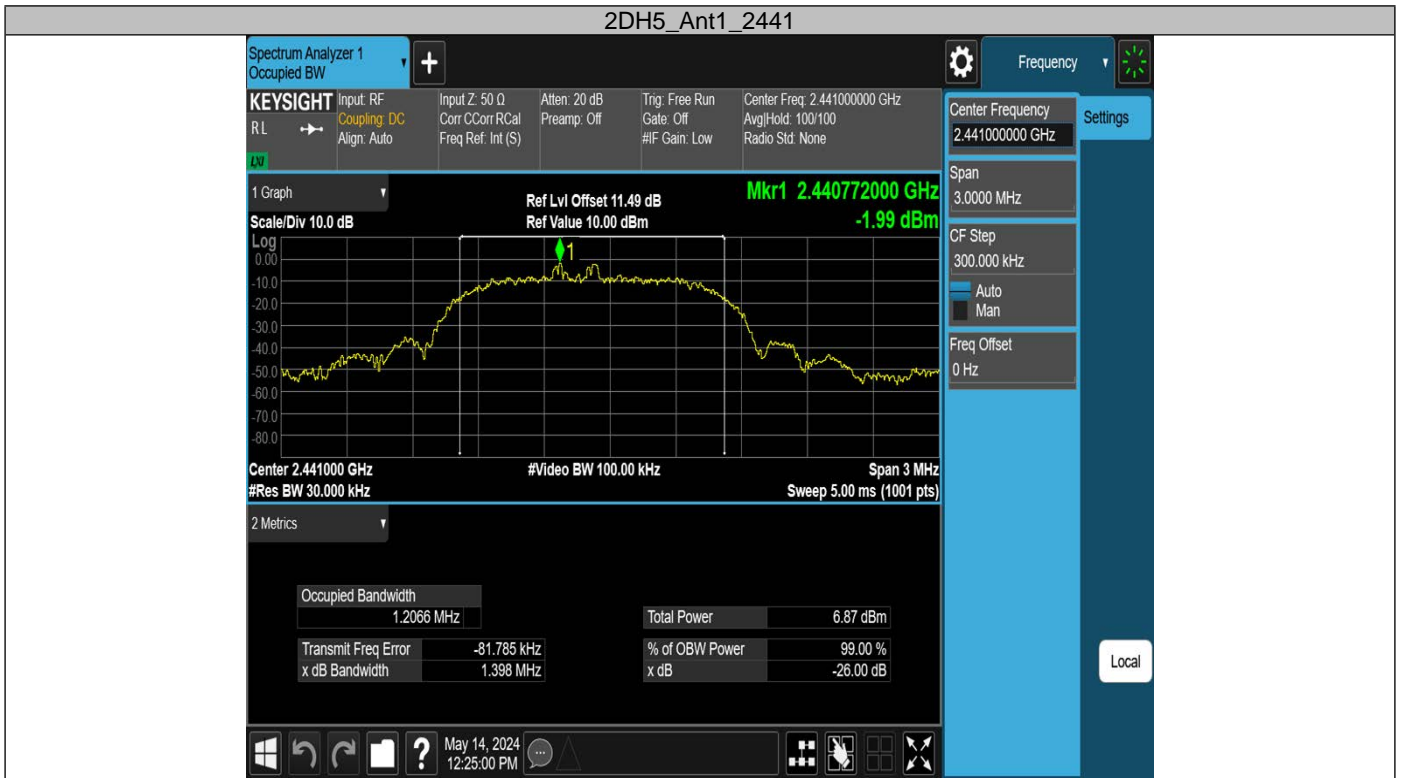 2DH5_Ant1_2441
Spectrum Analyzer 1
Occupied BW
Frequency
KEYSIGHT
RL
LXI
Input: RF
Coupling: DC
Align: Auto
Input Z: 50 Ω
Corr CCorr RCal
Freq Ref: Int (S)
Atten: 20 dB
Preamp: Off
Trig: Free Run
Gate: Off
#IF Gain: Low
Center Freq: 2.441000000 GHz
Avg|Hold: 100/100
Radio Std: None
Center Frequency
2.441000000 GHz
Settings
Span
3.0000 MHz
CF Step
300.000 kHz
Auto
Man
Freq Offset
0 Hz
Local
1 Graph
Scale/Div 10.0 dB
Ref Lvl Offset 11.49 dB
Ref Value 10.00 dBm
Mkr1 2.440772000 GHz
-1.99 dBm
Log
0.00
-10.0
-20.0
-30.0
-40.0
-50.0
-60.0
-70.0
-80.0
1
Center 2.441000 GHz
#Video BW 100.00 kHz
Span 3 MHz
#Res BW 30.000 kHz
Sweep 5.00 ms (1001 pts)
2 Metrics
Occupied Bandwidth
1.2066 MHz
Total Power 6.87 dBm
Transmit Freq Error -81.785 kHz
% of OBW Power 99.00 %
x dB Bandwidth 1.398 MHz
x dB -26.00 dB
?
May 14, 2024
12:25:00 PM